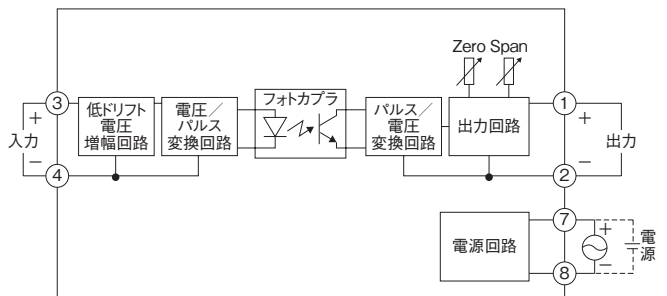 Zero Span
フォトカプラ
③
低ドリフト
電圧
増幅回路
電圧／
パルス
変換回路
パルス／
電圧
変換回路
出力回路
①
+
入力
−
+
出力
−
④
②
電源回路
⑦
+
−
電源
⑧